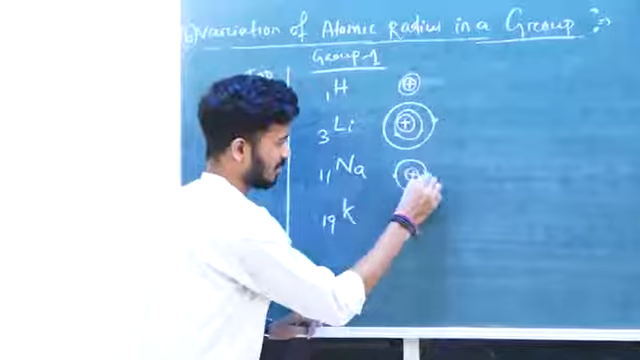 b) Variation of Atomic Radius in a Group :-
Group-1
1H +
3Li +
11Na +
19K